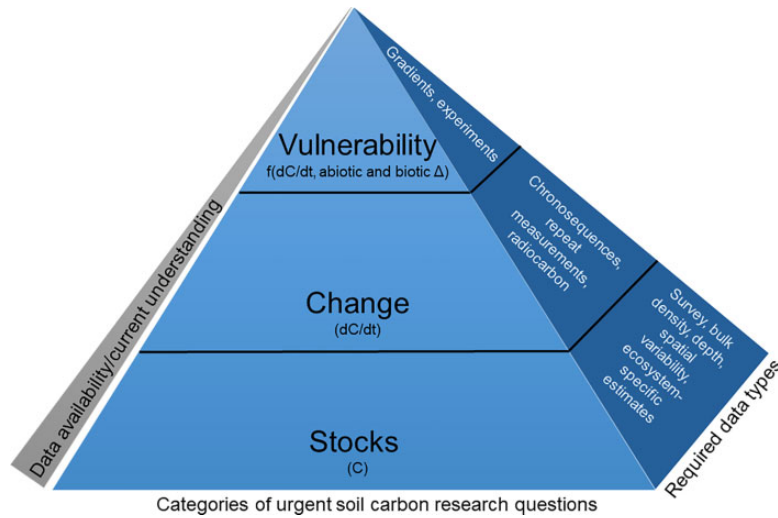 Gradients, experiments
Vulnerability
f(dC/dt, abiotic and biotic Δ)
Chronosequences,
repeat
measurements,
radiocarbon
Change
(dC/dt)
Survey, bulk
density, depth,
spatial
variability,
ecosystem-
specific
estimates
Stocks
(C)
Data availability/current understanding
Required data types
Categories of urgent soil carbon research questions